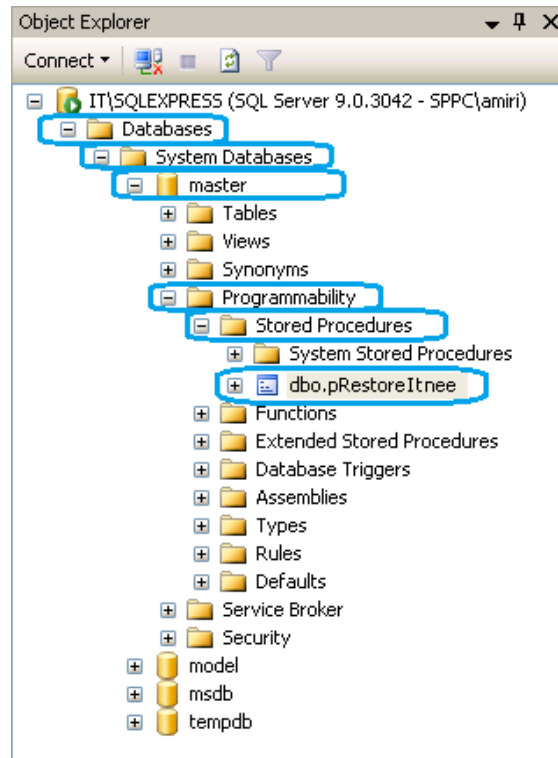 Object Explorer
Connect
IT\SQLEXPRESS (SQL Server 9.0.3042 - SPPC\amiri)
Databases
System Databases
master
Tables
Views
Synonyms
Programmability
Stored Procedures
System Stored Procedures
dbo.pRestoreItnee
Functions
Extended Stored Procedures
Database Triggers
Assemblies
Types
Rules
Defaults
Service Broker
Security
model
msdb
tempdb